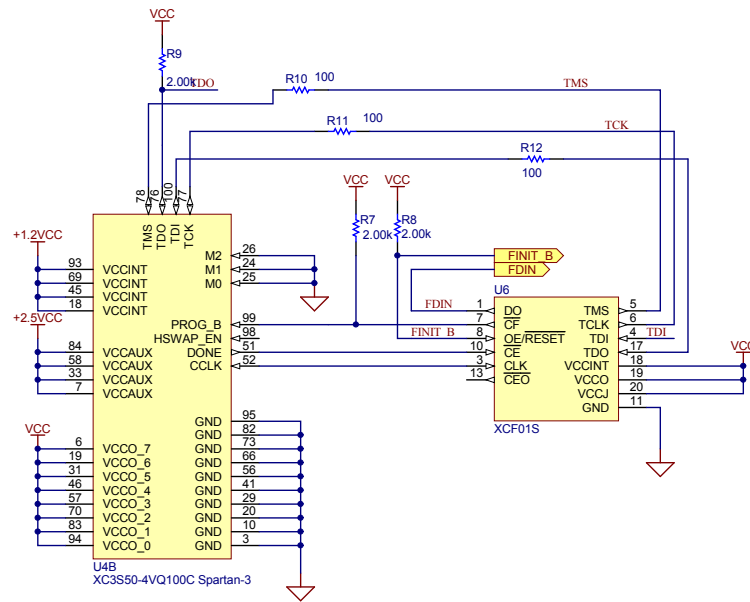 VCC
R9
2.00k
TDO
R10 100
TMS
R11 100
TCK
R12
100
78 76 100 77
TMS TDO TDI TCK
VCC VCC
R7 2.00k
R8 2.00k
+1.2VCC
93 VCCINT
69 VCCINT
45 VCCINT
18 VCCINT
+2.5VCC
84 VCCAUX
58 VCCAUX
33 VCCAUX
7 VCCAUX
VCC
6 VCCO_7
19 VCCO_6
31 VCCO_5
46 VCCO_4
57 VCCO_3
70 VCCO_2
83 VCCO_1
94 VCCO_0
M2 26
M1 24
M0 25
PROG_B 99
HSWAP_EN 98
DONE 51
CCLK 52
GND 95
GND 82
GND 73
GND 66
GND 56
GND 41
GND 29
GND 20
GND 10
GND 3
U4B
XC3S50-4VQ100C Spartan-3
FINIT_B
FDIN
U6
FDIN 1 DO
7 CF
FINIT_B 8 OE/RESET
10 CE
3 CLK
13 CEO
TMS 5
TCLK 6
TDI 4 TDI
TDO 17
VCCINT 18
VCCO 19
VCCJ 20
GND 11
VCC
XCF01S